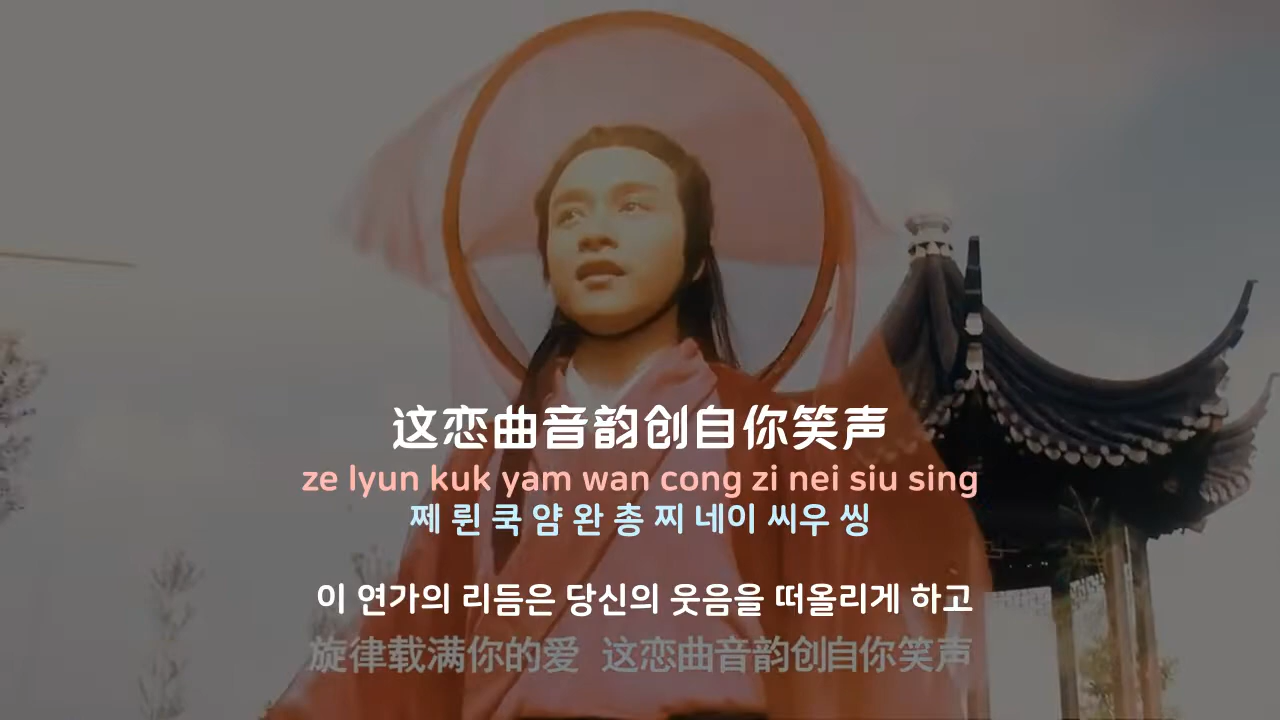 这恋曲音韵创自你笑声
ze lyun kuk yam wan cong zi nei siu sing
쩨 륀 쿡 얌 완 총 찌 네이 씨우 씽
이 연가의 리듬은 당신의 웃음을 떠올리게 하고
旋律载满你的爱 这恋曲音韵创自你笑声